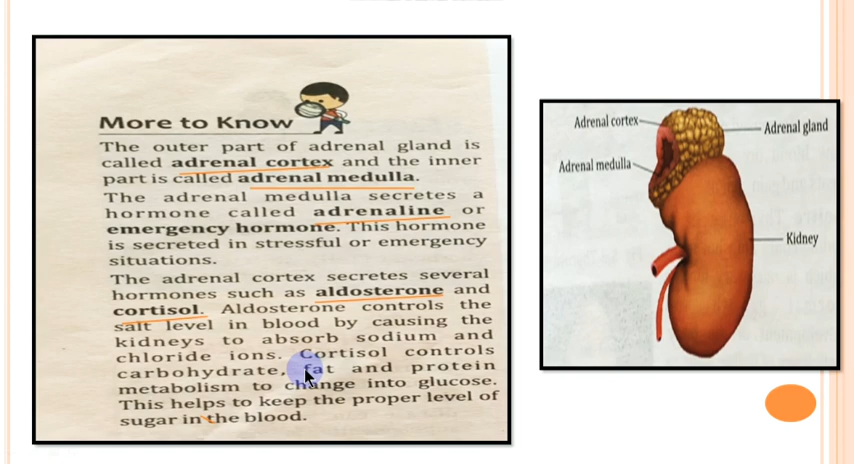 More to Know
The outer part of adrenal gland is
called adrenal cortex and the inner
part is called adrenal medulla.
The adrenal medulla secretes a
hormone called adrenaline or
emergency hormone. This hormone
is secreted in stressful or emergency
situations.
The adrenal cortex secretes several
hormones such as aldosterone and
cortisol. Aldosterone controls the
salt level in blood by causing the
kidneys to absorb sodium and
chloride ions. Cortisol controls
carbohydrate, fat and protein
metabolism to change into glucose.
This helps to keep the proper level of
sugar in the blood.
Adrenal cortex
Adrenal gland
Adrenal medulla
Kidney